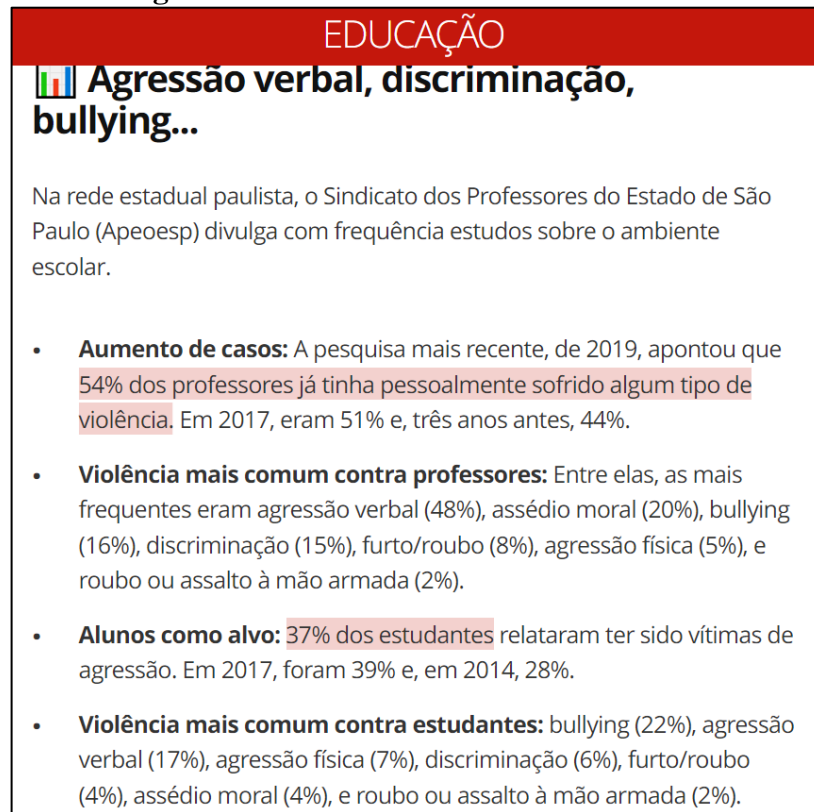 EDUCAÇÃO
Agressão verbal, discriminação,
bullying...
Na rede estadual paulista, o Sindicato dos Professores do Estado de São
Paulo (Apeoesp) divulga com frequência estudos sobre o ambiente
escolar.
• Aumento de casos: A pesquisa mais recente, de 2019, apontou que
54% dos professores já tinha pessoalmente sofrido algum tipo de
violência. Em 2017, eram 51% e, três anos antes, 44%.
• Violência mais comum contra professores: Entre elas, as mais
frequentes eram agressão verbal (48%), assédio moral (20%), bullying
(16%), discriminação (15%), furto/roubo (8%), agressão física (5%), e
roubo ou assalto à mão armada (2%).
• Alunos como alvo: 37% dos estudantes relataram ter sido vítimas de
agressão. Em 2017, foram 39% e, em 2014, 28%.
• Violência mais comum contra estudantes: bullying (22%), agressão
verbal (17%), agressão física (7%), discriminação (6%), furto/roubo
(4%), assédio moral (4%), e roubo ou assalto à mão armada (2%).